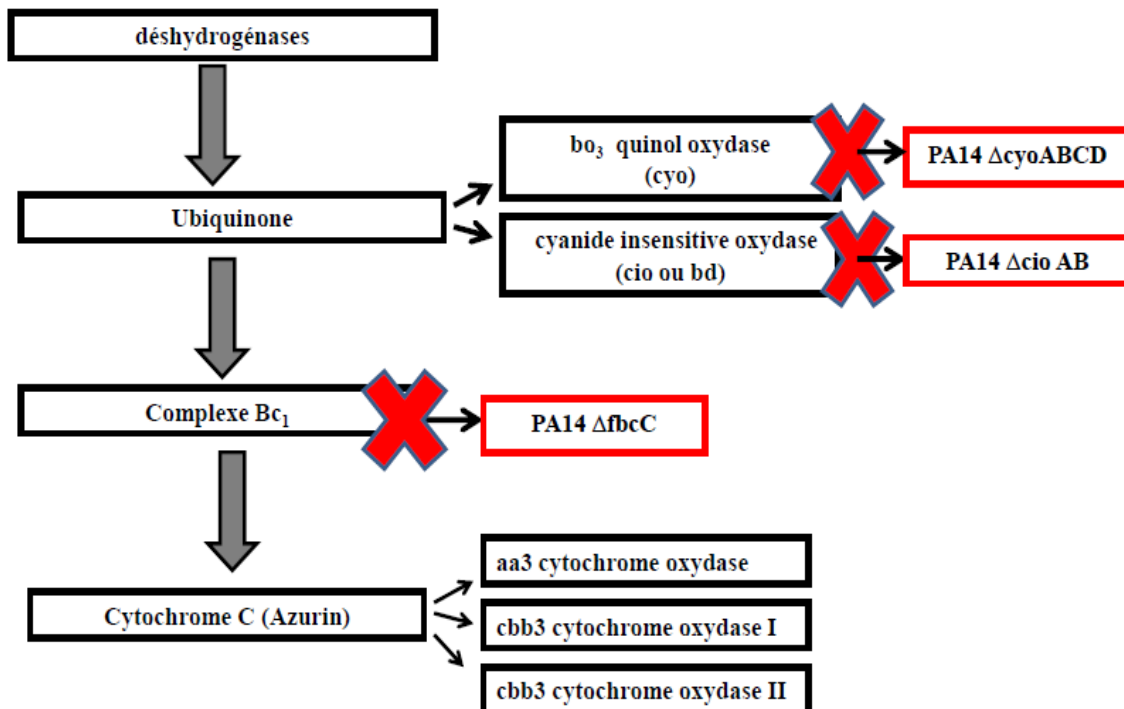 déshydrogénases
bo₃ quinol oxydase
(cyo)
PA14 ΔcyoABCD
Ubiquinone
cyanide insensitive oxydase
(cio ou bd)
PA14 Δcio AB
Complexe Bc₁
PA14 ΔfbcC
aa3 cytochrome oxydase
Cytochrome C (Azurin)
cbb3 cytochrome oxydase I
cbb3 cytochrome oxydase II